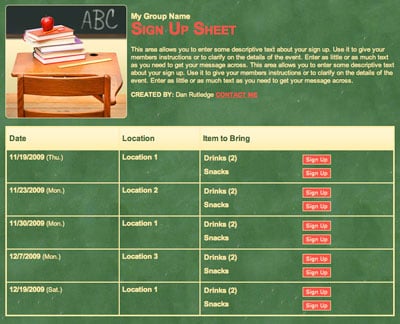 ABC
My Group Name
Sign Up Sheet
This area allows you to enter some descriptive text about your sign up. Use it to give your
members instructions or to clarify on the details of the event. Enter as little or as much text
as you need to get your message across. This area allows you to enter some descriptive text
about your sign up. Use it to give your members instructions or to clarify on the details of the
event. Enter as little or as much text as you need to get your message across.
CREATED BY: Dan Rutledge CONTACT ME
Date Location Item to Bring
11/19/2009 (Thu.) Location 1 Drinks (2) Sign Up
Snacks Sign Up
11/23/2009 (Mon.) Location 2 Drinks (2) Sign Up
Snacks Sign Up
11/30/2009 (Mon.) Location 1 Drinks (2) Sign Up
Snacks Sign Up
12/7/2009 (Mon.) Location 3 Drinks (2) Sign Up
Snacks Sign Up
12/19/2009 (Sat.) Location 1 Drinks (2) Sign Up
Snacks Sign Up